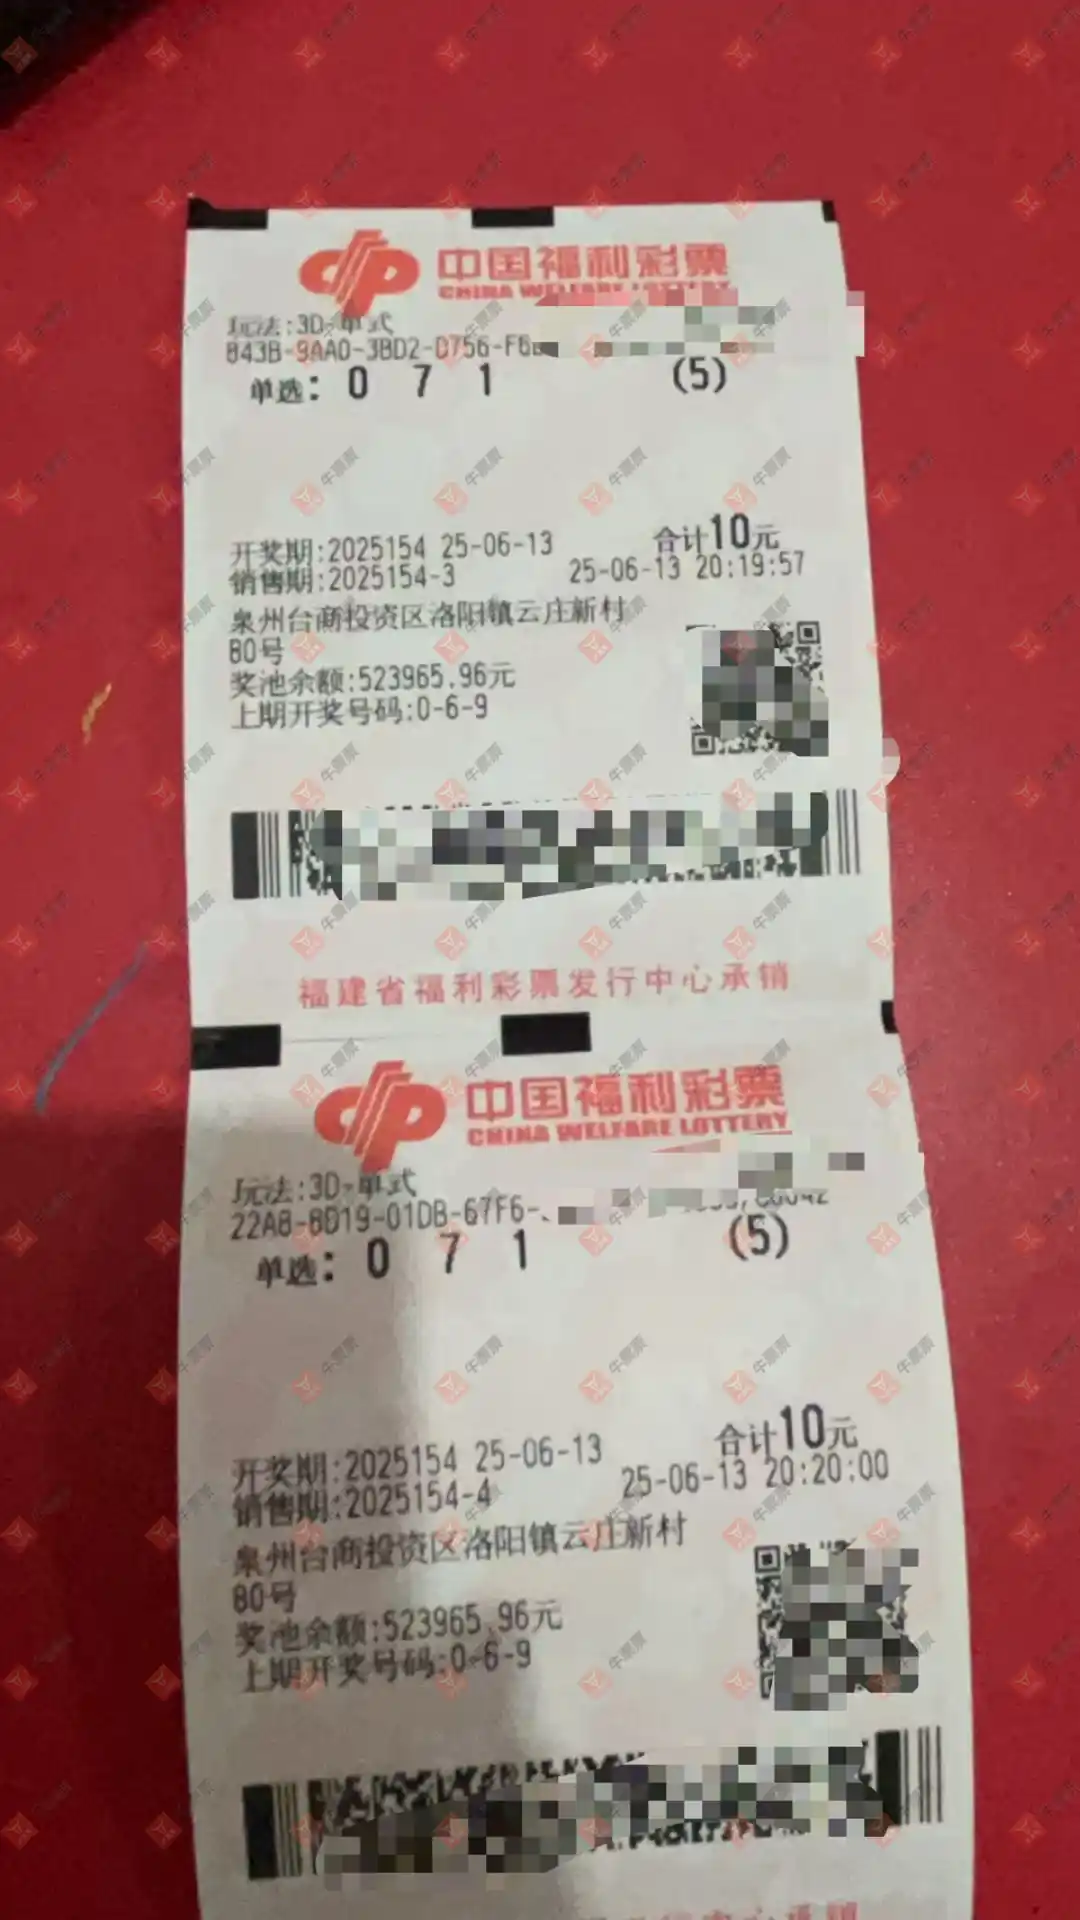 中国福利彩票
CHINA WELFARE LOTTERY
玩法:3D-单式
843B-9AA0-3BD2-D756-F6
单选: 0 7 1 (5)
开奖期:2025154 25-06-13 合计10元
销售期:2025154-3 25-06-13 20:19:57
泉州台商投资区洛阳镇云庄新村
80号
奖池余额:523965.96元
上期开奖号码:0-6-9
福建省福利彩票发行中心承销
中国福利彩票
CHINA WELFARE LOTTERY
玩法:3D-单式
22A8-8D19-01DB-67F6-
单选: 0 7 1 (5)
开奖期:2025154 25-06-13 合计10元
销售期:2025154-4 25-06-13 20:20:00
泉州台商投资区洛阳镇云庄新村
80号
奖池余额:523965.96元
上期开奖号码:0-6-9
牛票票